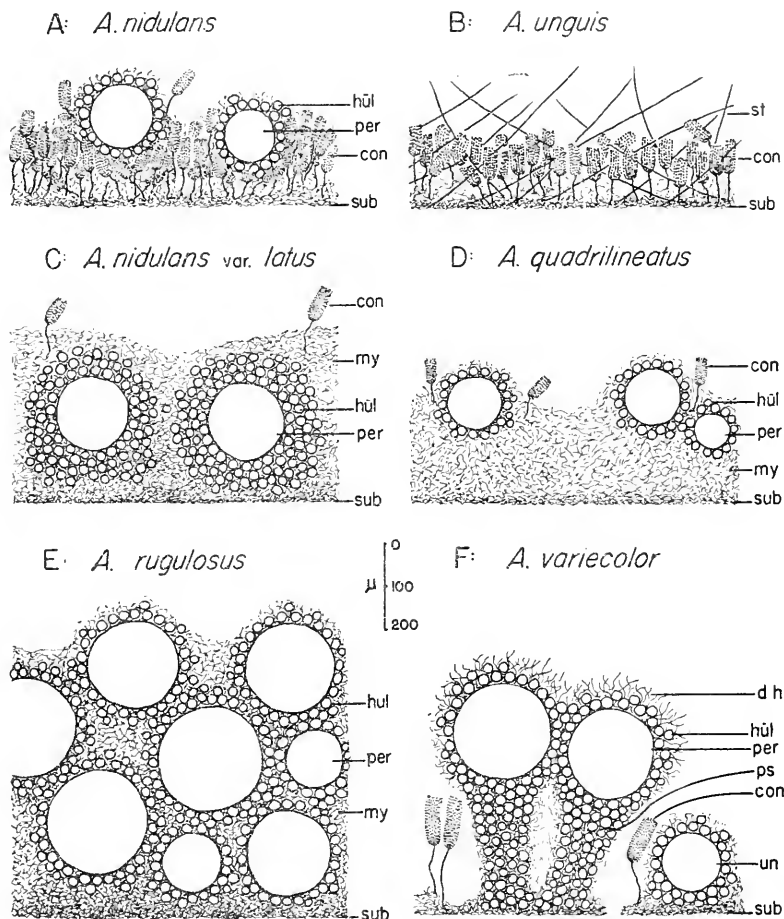 A: A. nidulans
hül
per
con
sub
B: A. unguis
st
con
sub
C: A. nidulans var. latus
con
my
hül
per
sub
D: A. quadrilineatus
con
hül
per
my
sub
E: A. rugulosus
hul
per
my
sub
0
μ 100
200
F: A. variecolor
d h
hül
per
ps
con
un
sub